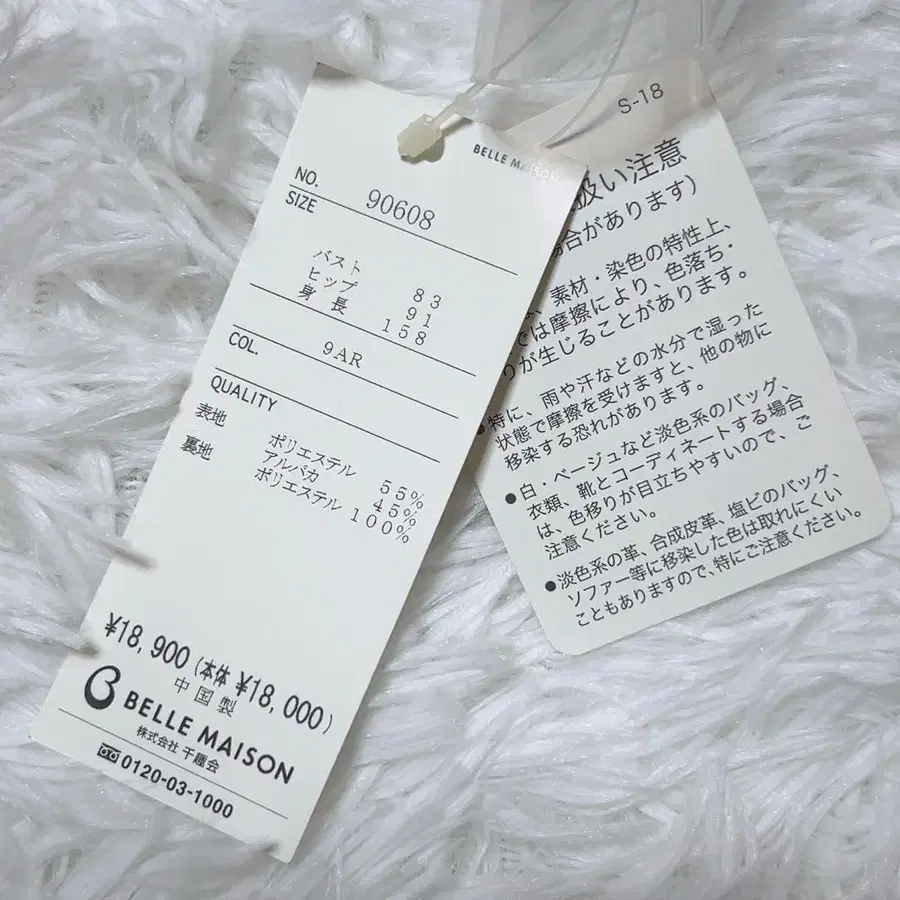 BELLE MAISON
NO. 90608
SIZE
バスト 83
ヒップ 91
身長 158
COL. 9AR
QUALITY
表地 ポリエステル 55%
アルパカ 45%
裏地 ポリエステル 100%
¥18,900(本体 ¥18,000)
中国製
BELLE MAISON
株式会社 千趣会
0120-03-1000
S-18
扱い注意
場合があります)
素材・染色の特性上、
では摩擦により、色落ち・
りが生じることがあります。
●特に、雨や汗などの水分で湿った
状態で摩擦を受けますと、他の物に
移染する恐れがあります。
●白・ベージュなど淡色系のバッグ、
衣類、靴とコーディネートする場合
は、色移りが目立ちやすいので、ご
注意ください。
●淡色系の革、合成皮革、塩ビのバッグ、
ソファー等に移染した色は取れにくい
こともありますので、特にご注意ください。